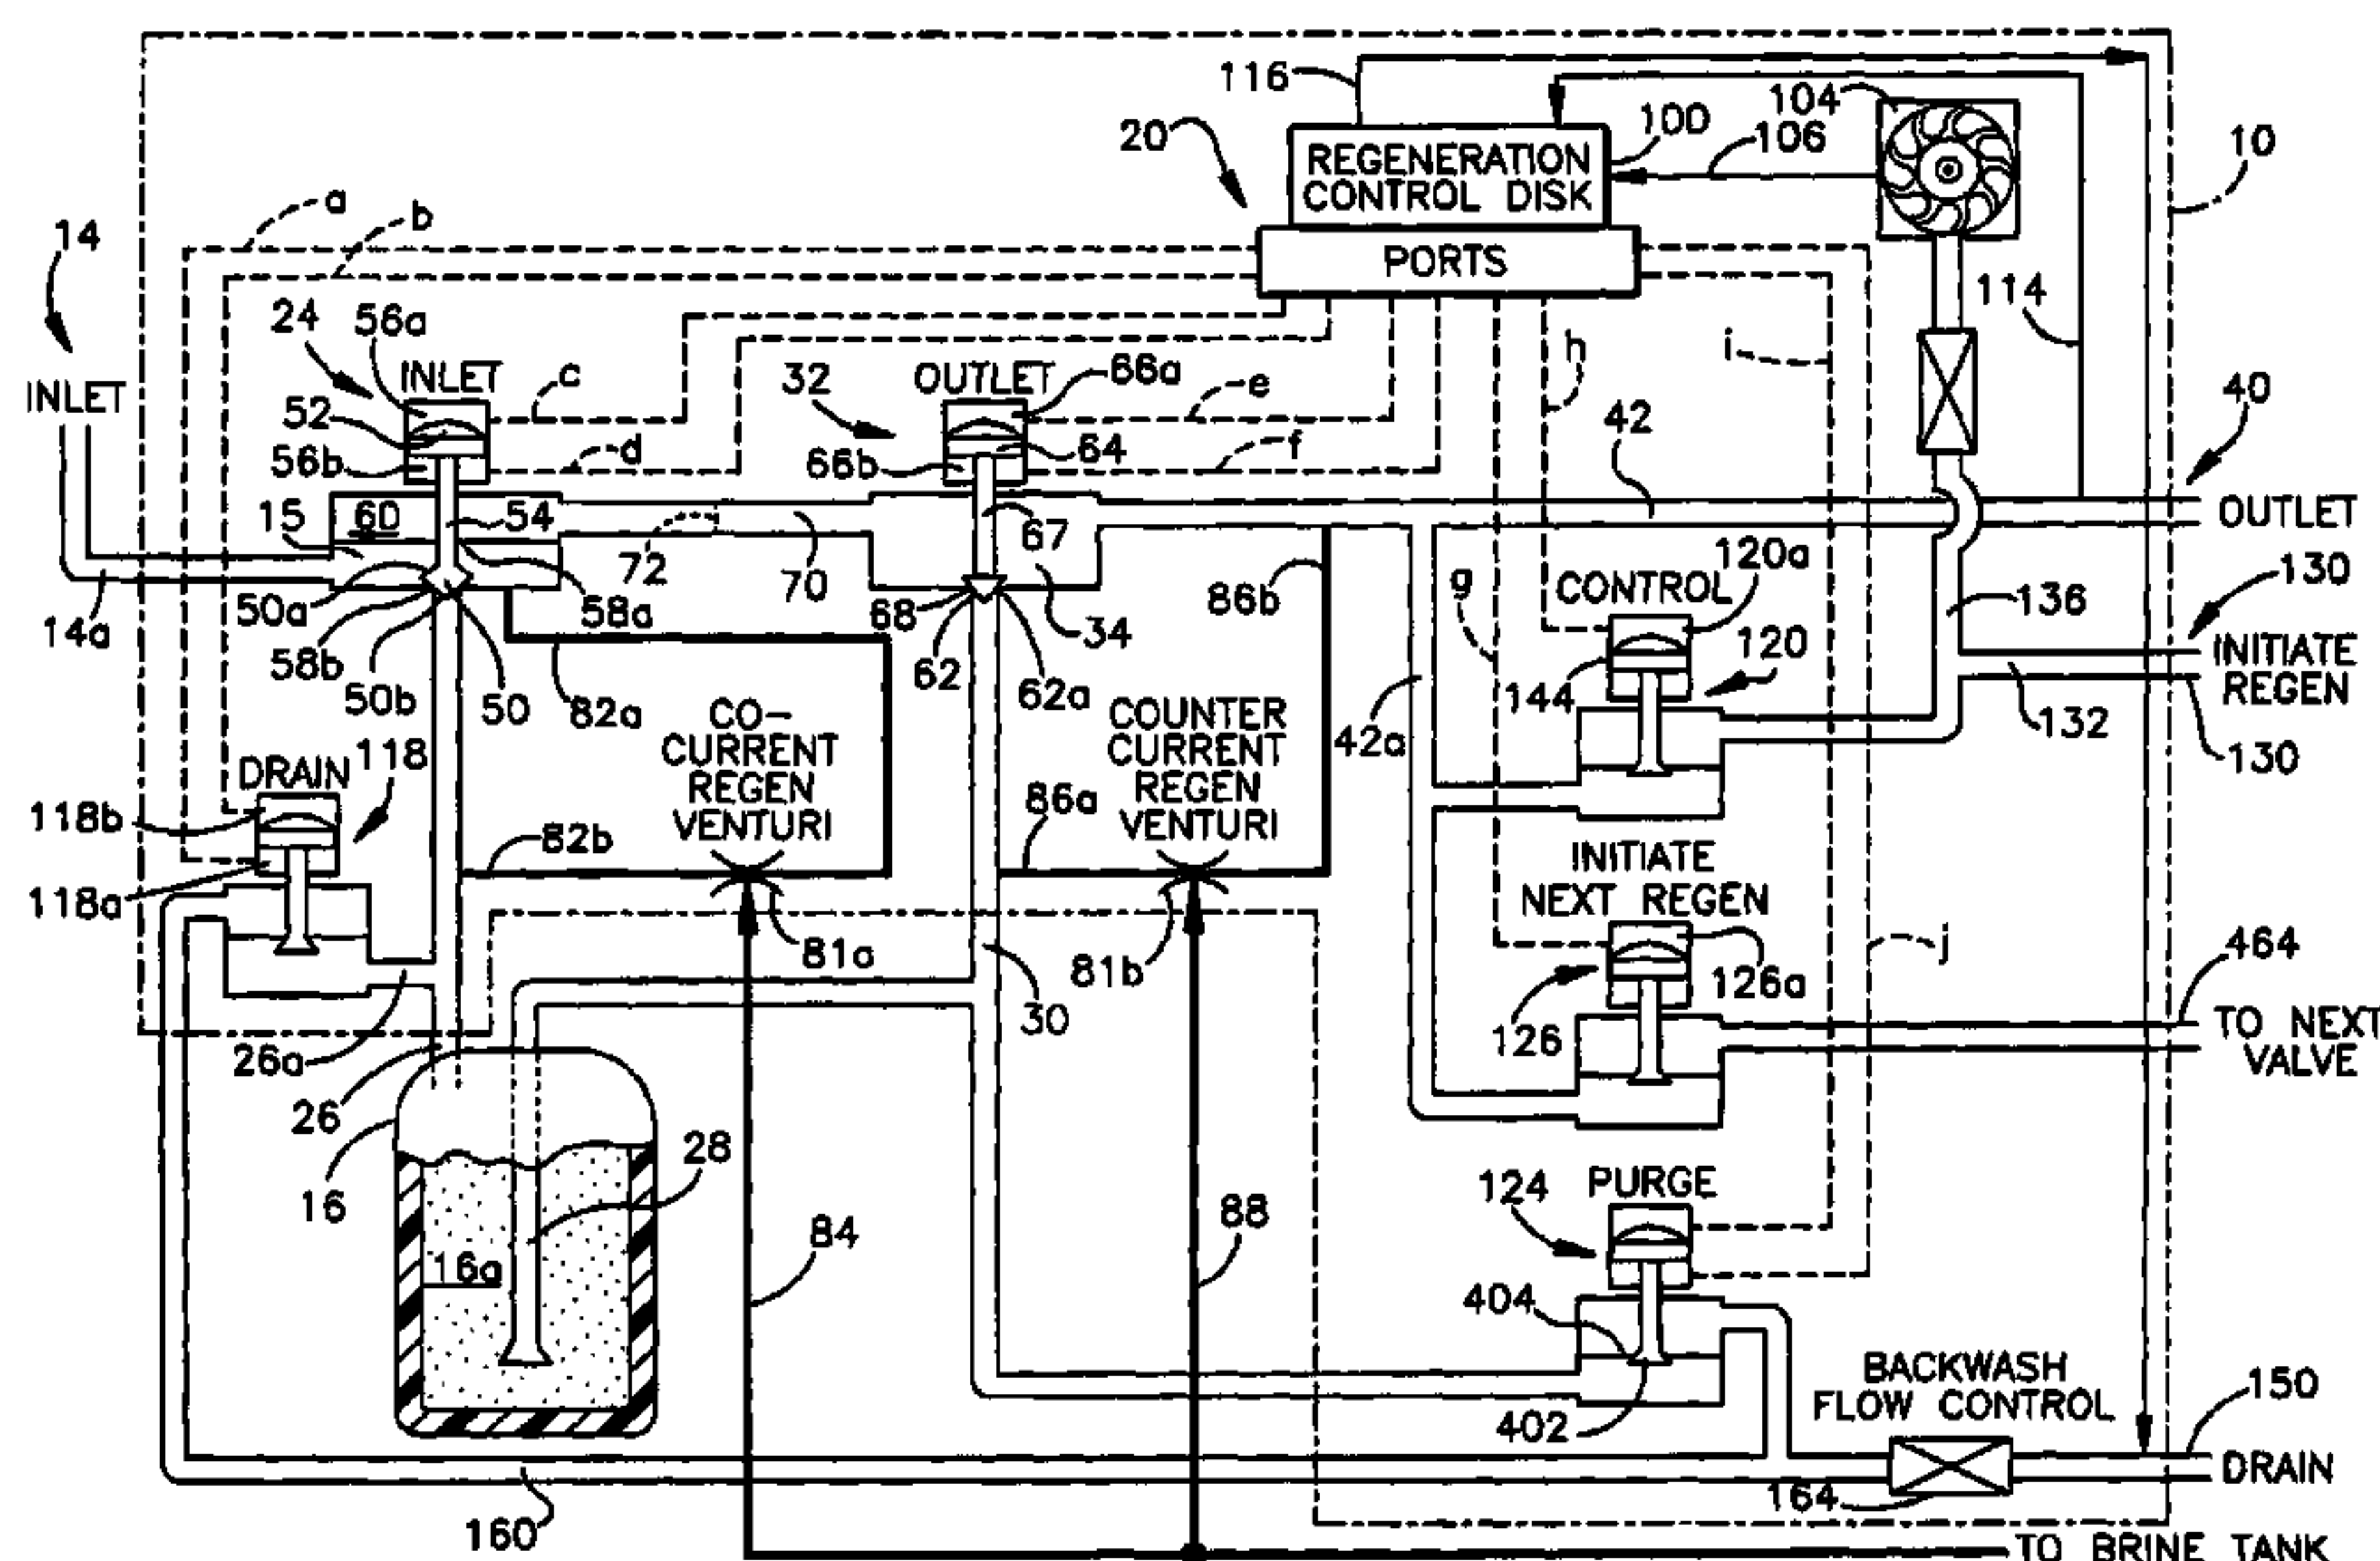 116
104
20
100
106
10
REGENERATION
CONTROL DISK
a
b
14
PORTS
114
24
56a
i
h
INLET
INLET
c
32
OUTLET
66a
e
40
52
42
56b
d
66b
64
f
OUTLET
15
60
54
67
72
70
g
120a
CONTROL
130
50a
58a
68
86b
136
14a
34
120
INITIATE
REGEN
58b
62
62a
144
50b
50
82a
CO-
CURRENT
REGEN
VENTURI
COUNTER
CURRENT
REGEN
VENTURI
42a
132
130
DRAIN
118
86a
118b
82b
INITIATE
NEXT REGEN
118a
81a
81b
126a
j
464
30
126
TO NEXT
VALVE
26a
26
28
124
PURGE
16
84
88
16a
404
BACKWASH
FLOW CONTROL
150
402
DRAIN
164
160
TO BRINE TANK